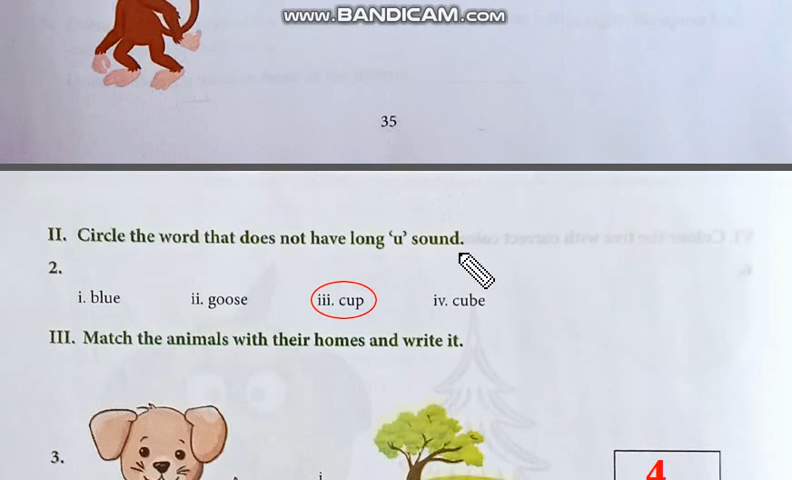 www.BANDICAM.com
35
II. Circle the word that does not have long ‘u’ sound.
2.
i. blue ii. goose iii. cup iv. cube
III. Match the animals with their homes and write it.
3.
i
4